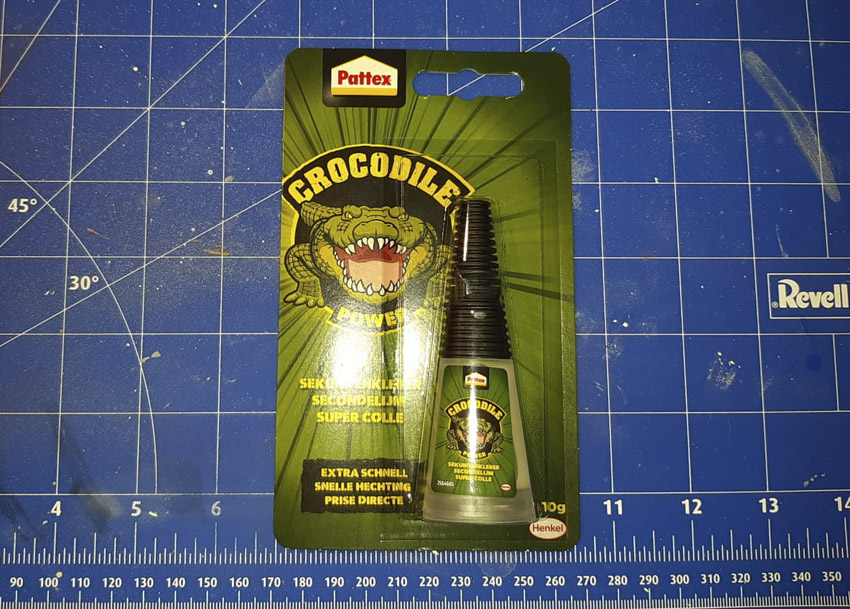 Pattex
CROCODILE
POWER
SEKUNDENKLEBER
SECONDELIJM
SUPER COLLE
EXTRA SCHNELL
SNELLE HECHTING
PRISE DIRECTE
Pattex
CROCODILE
POWER
SEKUNDENKLEBER
SECONDELIJM
SUPER COLLE
10g
Henkel
45°
30°
Revell
4 5 6 11 12 13 14
90 100 110 120 130 140 150 160 170 180 190 200 210 220 230 240 250 260 270 280 290 300 310 320 330 340 350